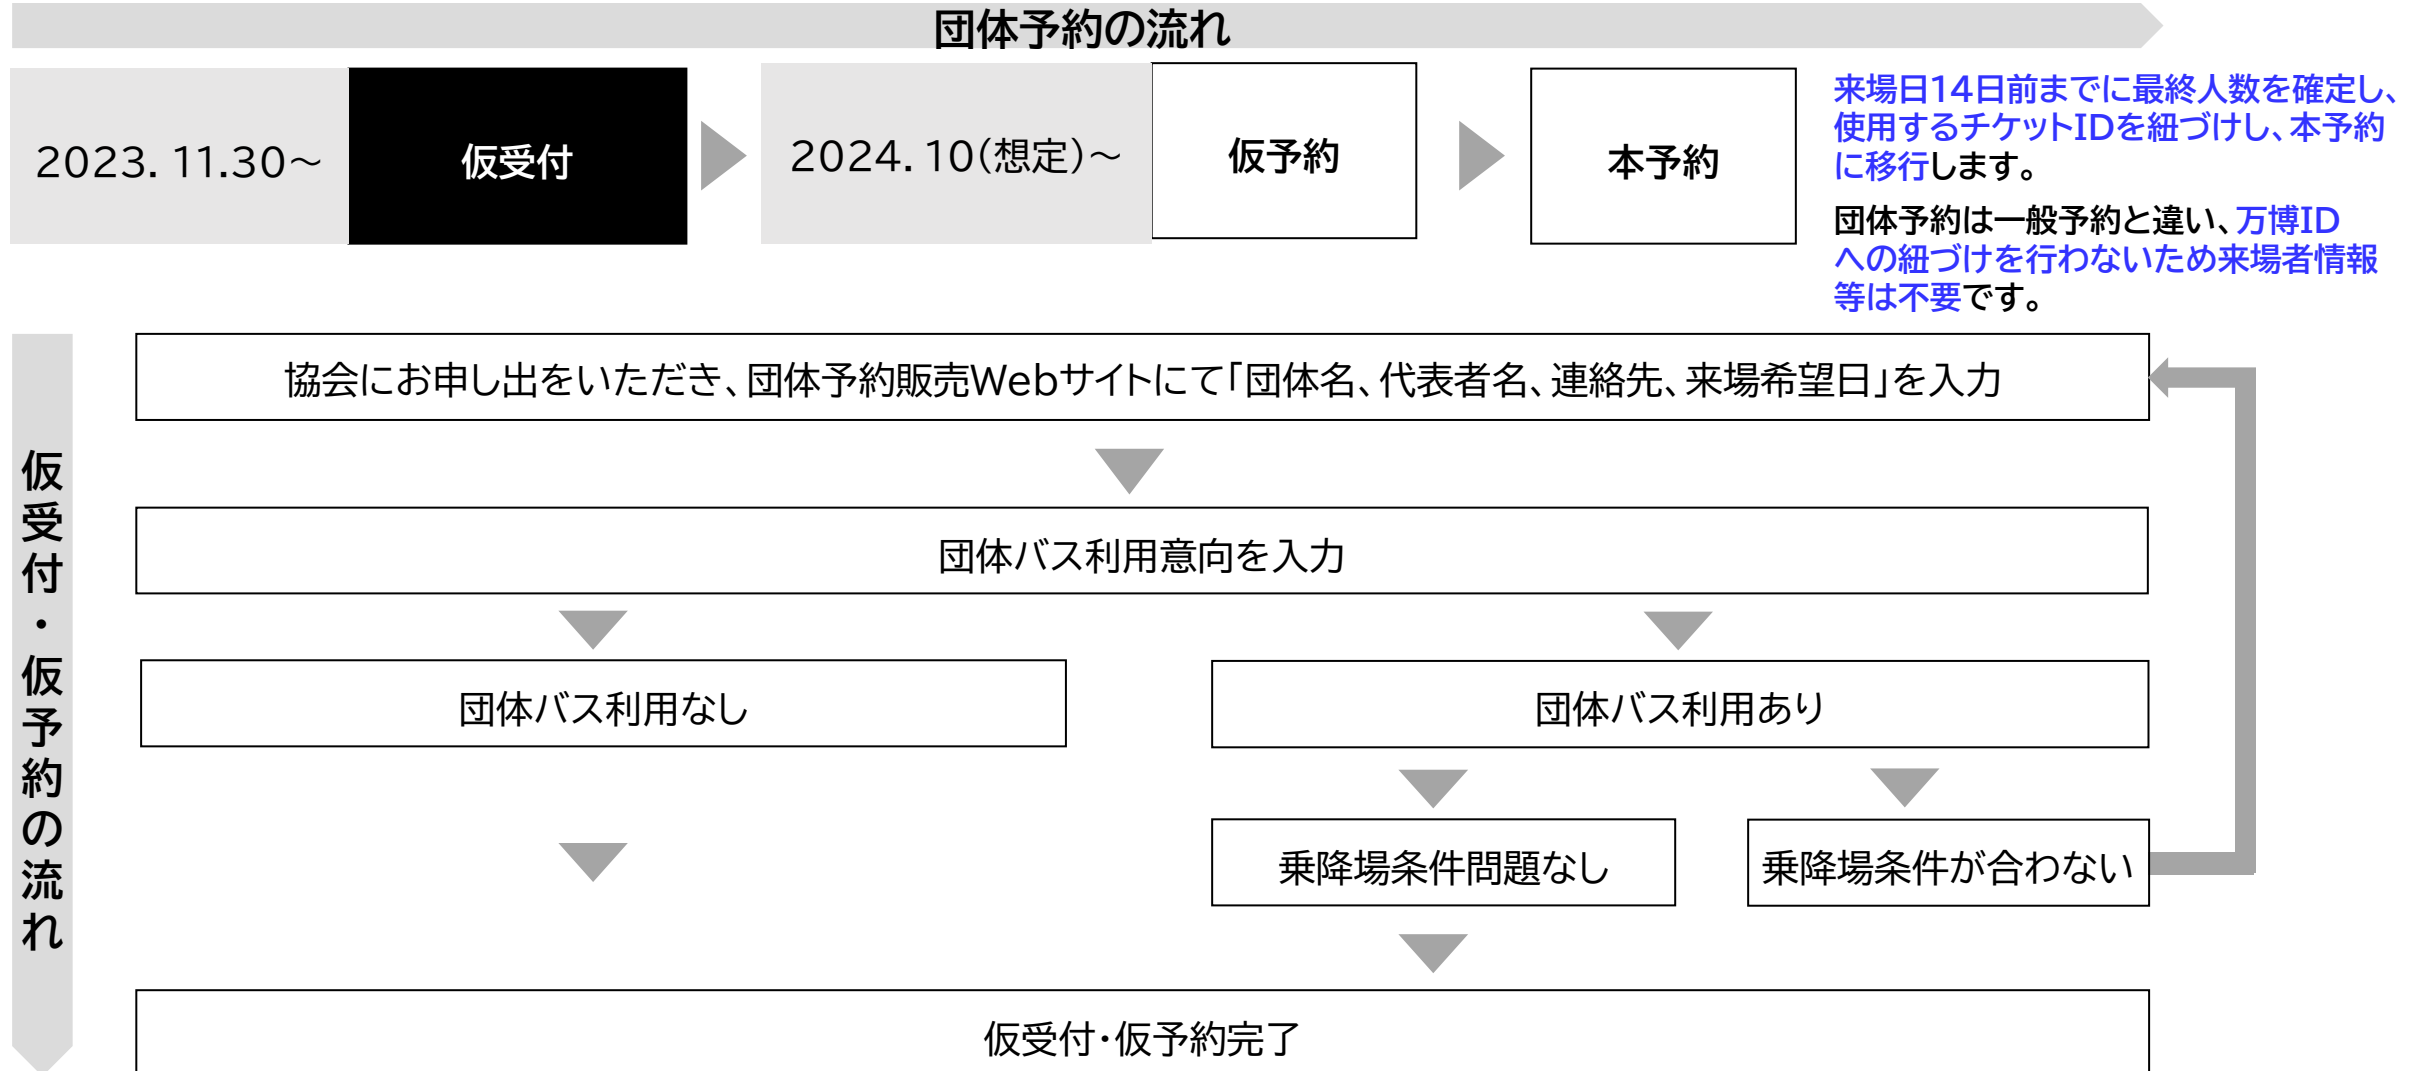 団体予約の流れ
2023．11.30～
仮受付
2024．10(想定)～
仮予約
本予約
来場日14日前までに最終人数を確定し、
使用するチケットIDを紐づけし、本予約
に移行します。
団体予約は一般予約と違い、万博ID
への紐づけを行わないため来場者情報
等は不要です。
仮受付・仮予約の流れ
協会にお申し出をいただき、団体予約販売Webサイトにて「団体名、代表者名、連絡先、来場希望日」を入力
団体バス利用意向を入力
団体バス利用なし
団体バス利用あり
乗降場条件問題なし
乗降場条件が合わない
仮受付・仮予約完了